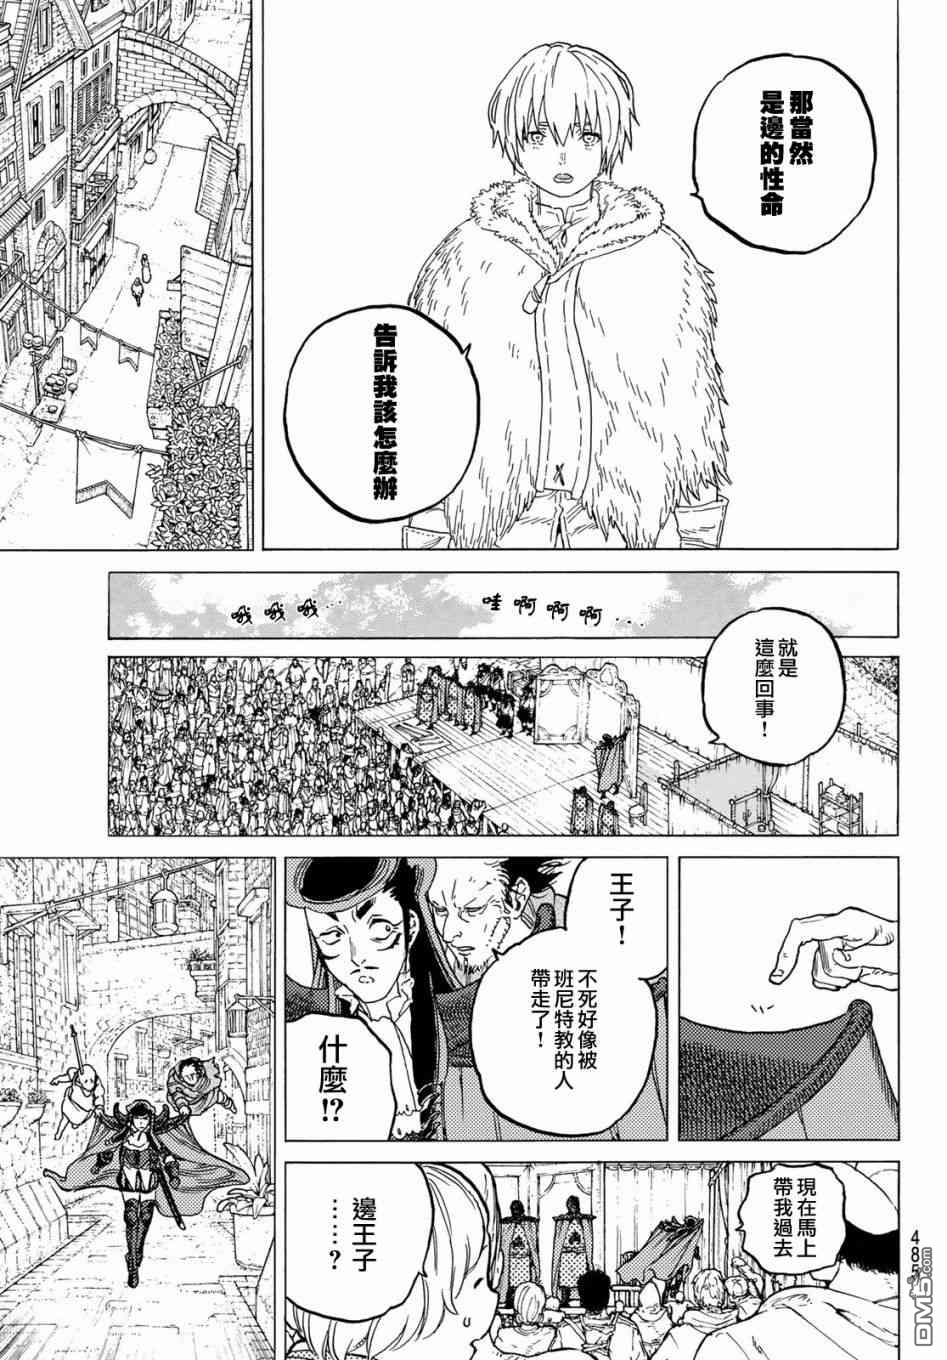 那當然
是邊的性命
告訴我該怎麼辦
哇啊啊啊...
哦哦哦...
就是
這麼回事！
王子！
不死好像被
班尼特教的人
帶走了！
什麼！？
現在馬上
帶我過去
邊王子
……？
485
DM5.com